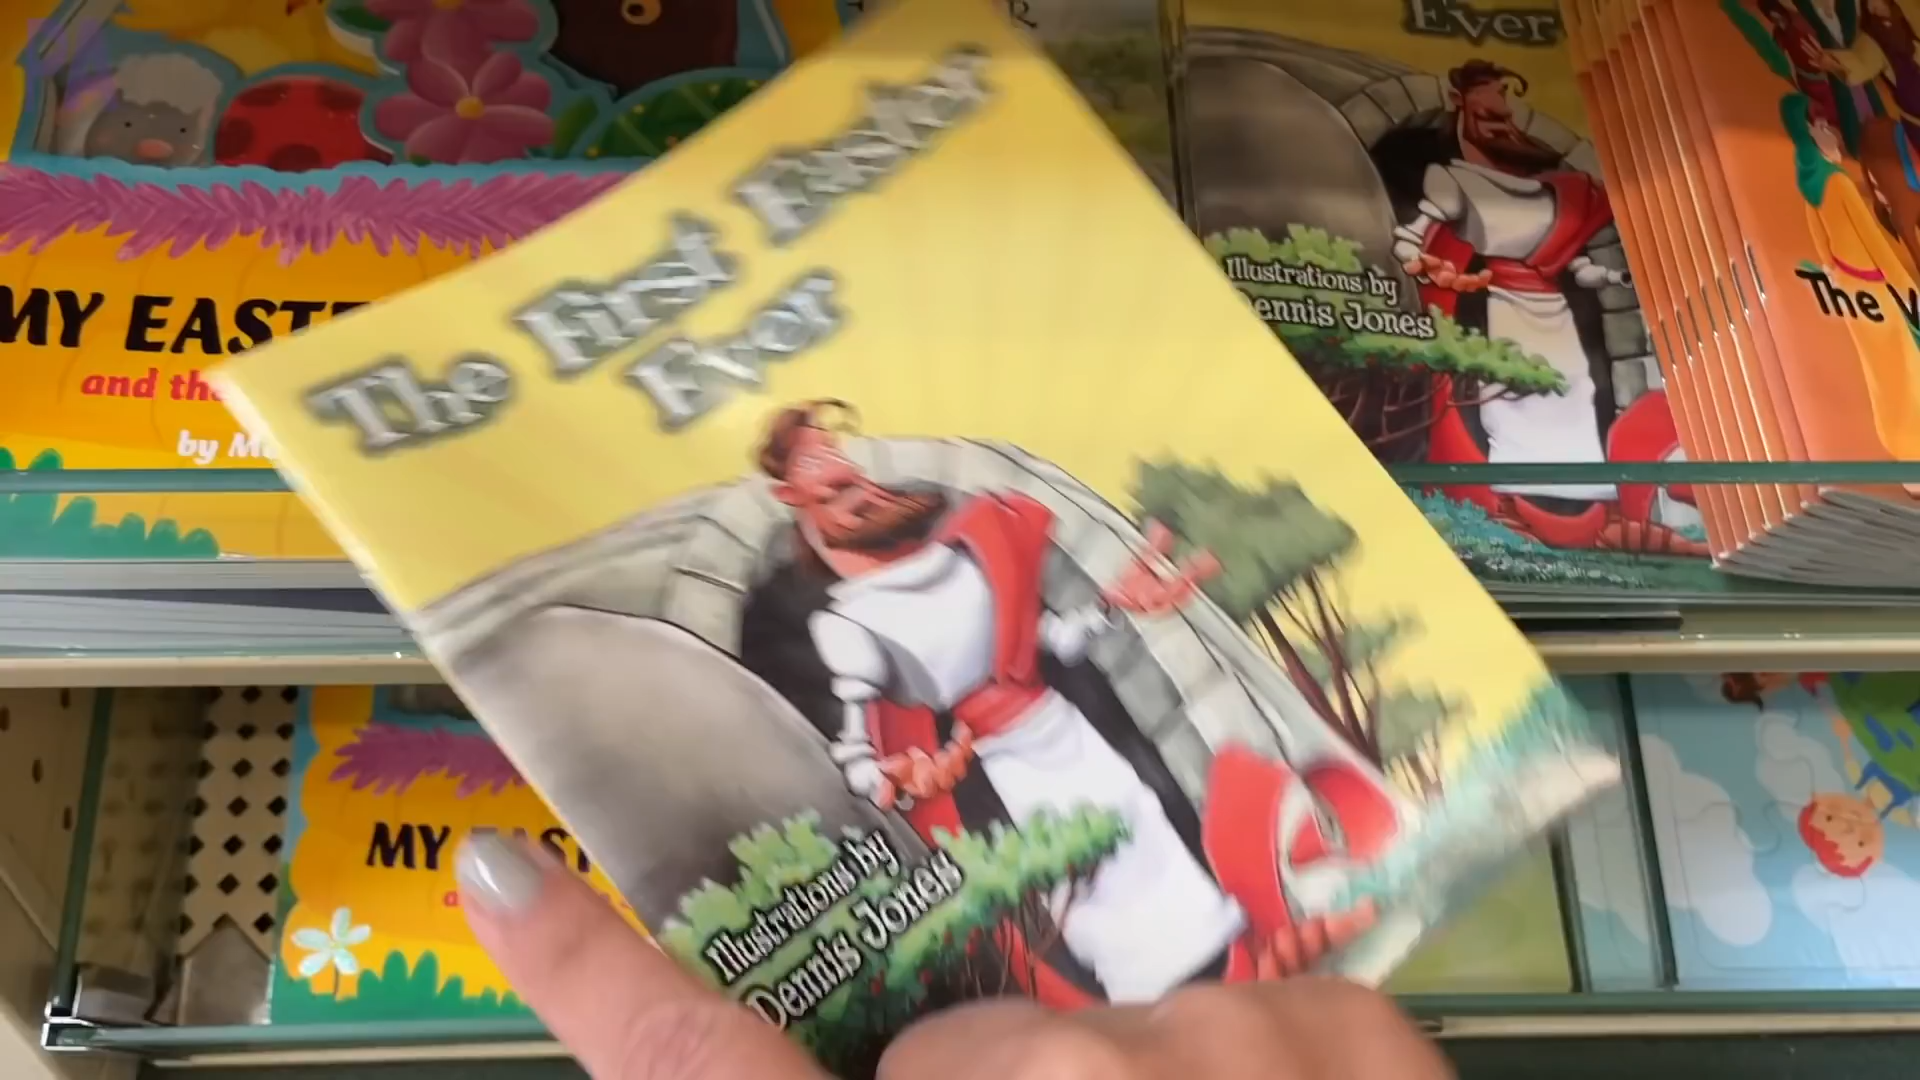 The First Easter
Ever
Illustrations by
Dennis Jones
MY EAST
and th
by M
Ever
Illustrations by
Dennis Jones
The
MY EAST